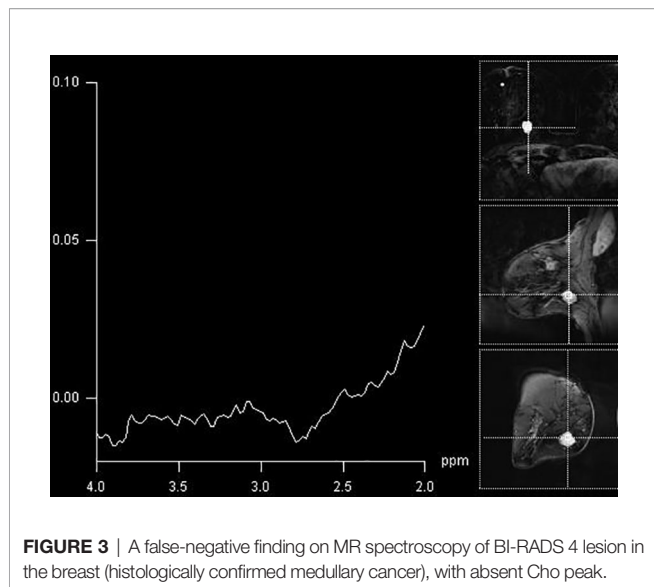 0.10
0.05
0.00
ppm
4.0 3.5 3.0 2.5 2.0
FIGURE 3 | A false-negative finding on MR spectroscopy of BI-RADS 4 lesion in
the breast (histologically confirmed medullary cancer), with absent Cho peak.